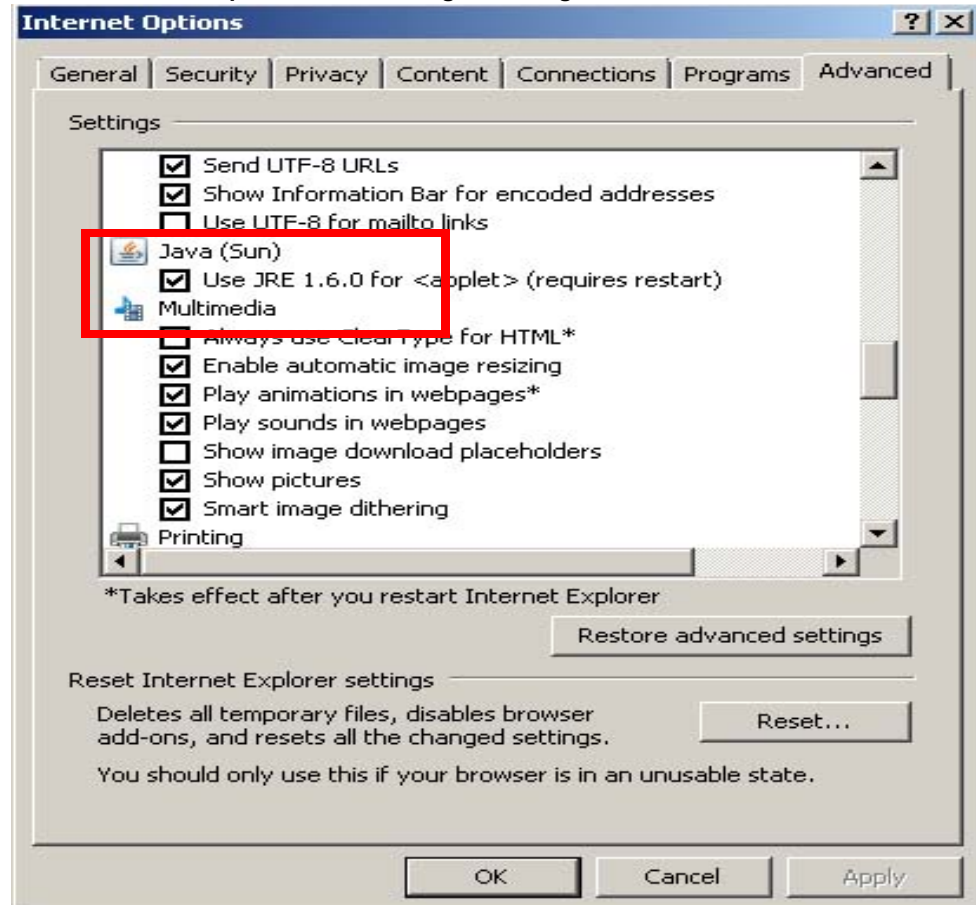 Internet Options
General Security Privacy Content Connections Programs Advanced
Settings
Send UTF-8 URLs
Show Information Bar for encoded addresses
Use UTF-8 for mailto links
Java (Sun)
Use JRE 1.6.0 for <applet> (requires restart)
Multimedia
Always use ClearType for HTML*
Enable automatic image resizing
Play animations in webpages*
Play sounds in webpages
Show image download placeholders
Show pictures
Smart image dithering
Printing
*Takes effect after you restart Internet Explorer
Restore advanced settings
Reset Internet Explorer settings
Deletes all temporary files, disables browser
add-ons, and resets all the changed settings.
Reset...
You should only use this if your browser is in an unusable state.
OK Cancel Apply